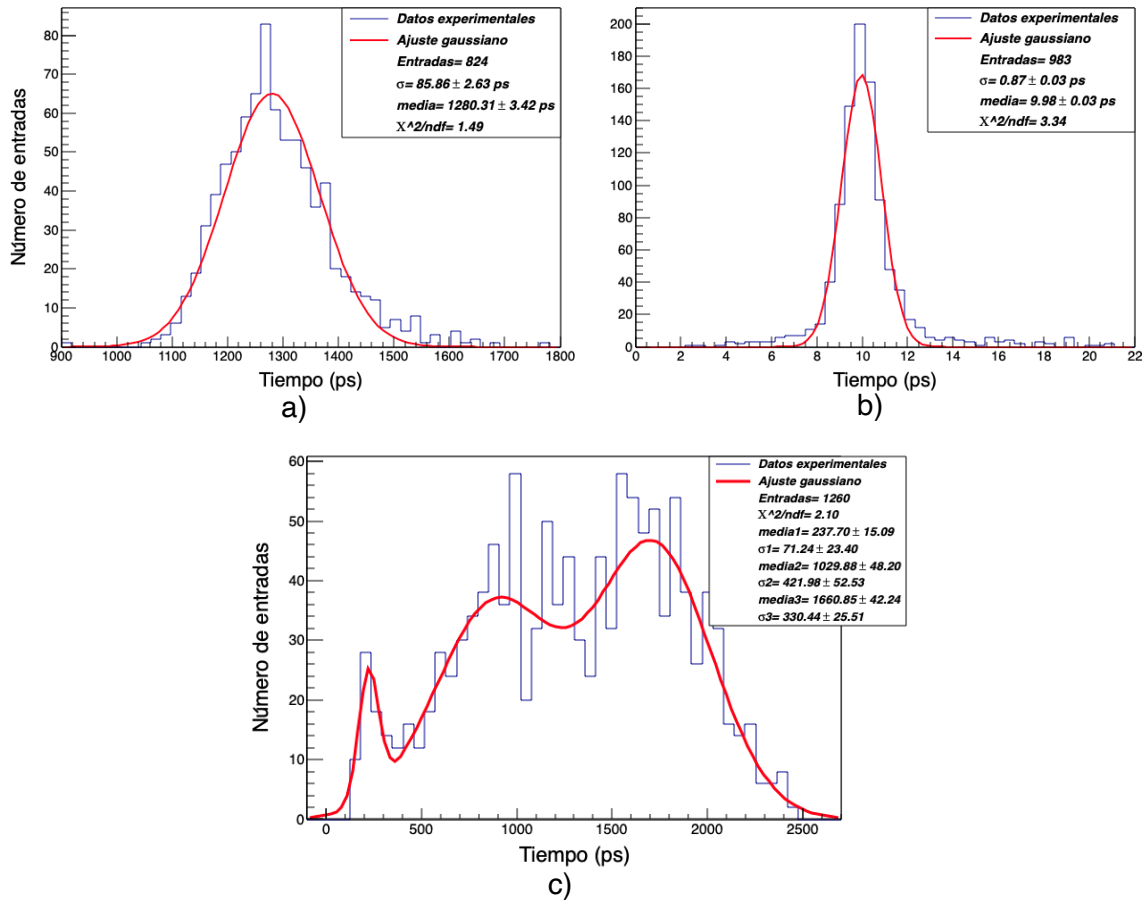 Número de entradas
80
70
60
50
40
30
20
10
0
Datos experimentales
Ajuste gaussiano
Entradas= 824
σ= 85.86 ± 2.63 ps
media= 1280.31 ± 3.42 ps
X^2/ndf= 1.49
900 1000 1100 1200 1300 1400 1500 1600 1700 1800
Tiempo (ps)
a)
200
180
160
140
120
100
80
60
40
20
0
Datos experimentales
Ajuste gaussiano
Entradas= 983
σ= 0.87 ± 0.03 ps
media= 9.98 ± 0.03 ps
X^2/ndf= 3.34
0 2 4 6 8 10 12 14 16 18 20 22
Tiempo (ps)
b)
Número de entradas
60
50
40
30
20
10
0
Datos experimentales
Ajuste gaussiano
Entradas= 1260
X^2/ndf= 2.10
media1= 237.70 ± 15.09
σ1= 71.24 ± 23.40
media2= 1029.88 ± 48.20
σ2= 421.98 ± 52.53
media3= 1660.85 ± 42.24
σ3= 330.44 ± 25.51
0 500 1000 1500 2000 2500
Tiempo (ps)
c)